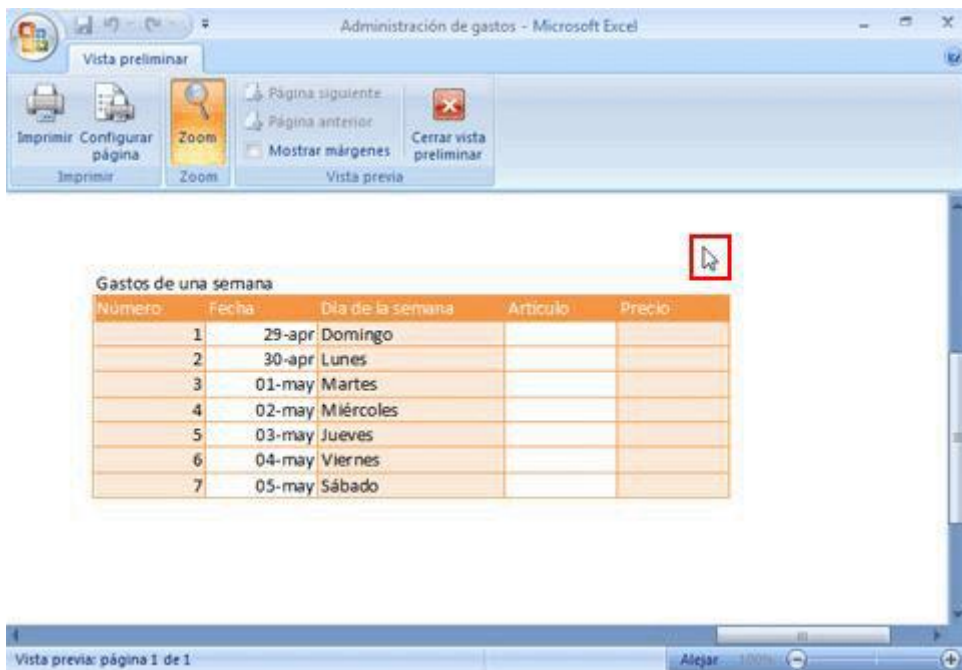 Administración de gastos - Microsoft Excel
Vista preliminar
Imprimir
Configurar página
Imprimir
Zoom
Zoom
Página siguiente
Página anterior
Mostrar márgenes
Cerrar vista preliminar
Vista previa
Gastos de una semana
Número Fecha Día de la semana Artículo Precio
1 29-apr Domingo
2 30-apr Lunes
3 01-may Martes
4 02-may Miércoles
5 03-may Jueves
6 04-may Viernes
7 05-may Sábado
Vista previa: página 1 de 1 Alejar 100%